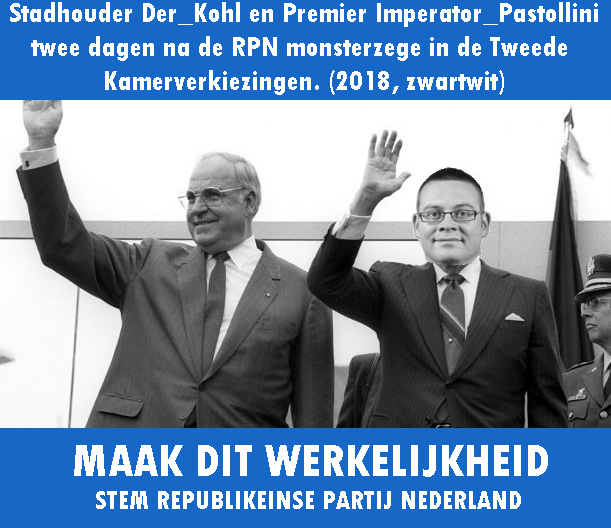 Stadhouder Der_Kohl en Premier Imperator_Pastollini
twee dagen na de RPN monsterzege in de Tweede
Kamerverkiezingen. (2018, zwartwit)
MAAK DIT WERKELIJKHEID
STEM REPUBLIKEINSE PARTIJ NEDERLAND